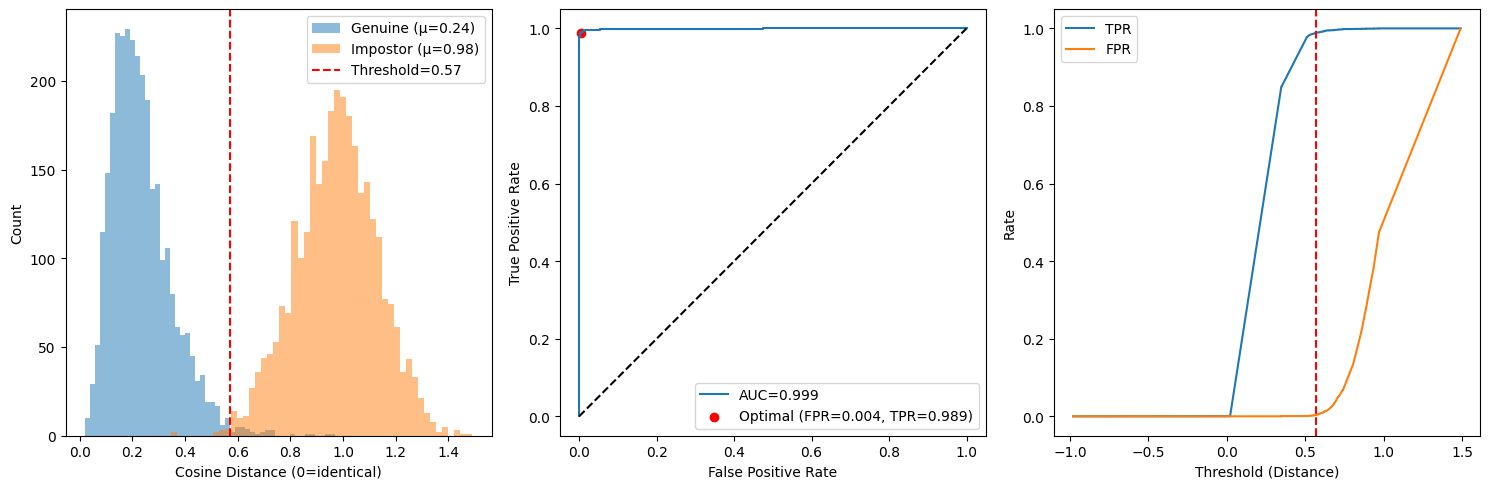 Genuine (μ=0.24)
Impostor (μ=0.98)
Threshold=0.57
Count
0
50
100
150
200
0.0 0.2 0.4 0.6 0.8 1.0 1.2 1.4
Cosine Distance (0=identical)
True Positive Rate
1.0
0.8
0.6
0.4
0.2
0.0
AUC=0.999
Optimal (FPR=0.004, TPR=0.989)
0.0 0.2 0.4 0.6 0.8 1.0
False Positive Rate
TPR
FPR
Rate
1.0
0.8
0.6
0.4
0.2
0.0
−1.0 −0.5 0.0 0.5 1.0 1.5
Threshold (Distance)